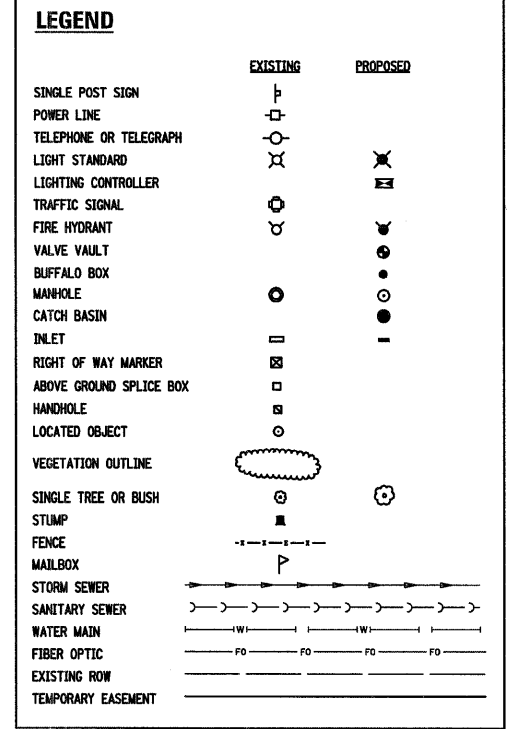 LEGEND
EXISTING PROPOSED
SINGLE POST SIGN
POWER LINE
TELEPHONE OR TELEGRAPH
LIGHT STANDARD
LIGHTING CONTROLLER
TRAFFIC SIGNAL
FIRE HYDRANT
VALVE VAULT
BUFFALO BOX
MANHOLE
CATCH BASIN
INLET
RIGHT OF WAY MARKER
ABOVE GROUND SPLICE BOX
HANDHOLE
LOCATED OBJECT
VEGETATION OUTLINE
SINGLE TREE OR BUSH
STUMP
FENCE -x-x-x-x-
MAILBOX
STORM SEWER
SANITARY SEWER
WATER MAIN W W
FIBER OPTIC FO FO FO FO
EXISTING ROW
TEMPORARY EASEMENT